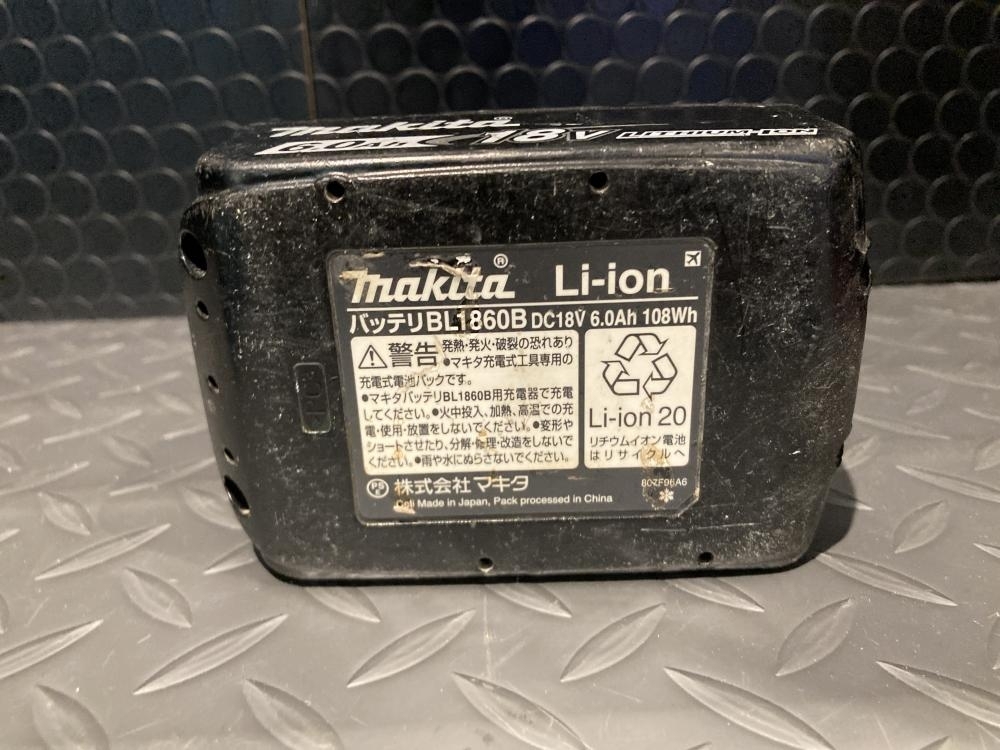 makita
6.0Ah 18V LITHIUM-ION
makita® Li-ion
バッテリBL1860B DC18V 6.0Ah 108Wh
警告 発熱・発火・破裂の恐れあり
●マキタ充電式工具専用の
充電式電池パックです。
●マキタバッテリBL1860B用充電器で充電
してください。●火中投入、加熱、高温での充
電・使用・放置をしないでください。●変形や
ショートさせたり、分解・修理・改造をしないで
ください。●雨や水にぬらさないでください。
Li-ion 20
リチウムイオン電池
はリサイクルへ
PS E 株式会社マキタ
Cell Made in Japan, Pack processed in China